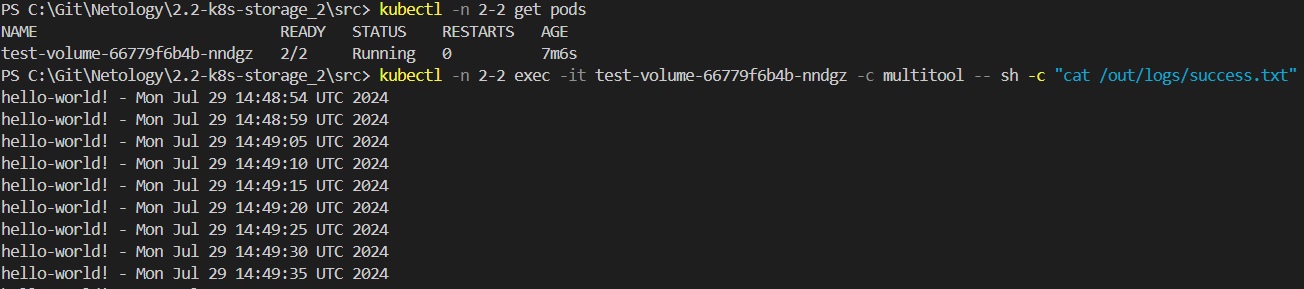 PS C:\Git\Netology\2.2-k8s-storage_2\src> kubectl -n 2-2 get pods
NAME READY STATUS RESTARTS AGE
test-volume-66779f6b4b-nndgz 2/2 Running 0 7m6s
PS C:\Git\Netology\2.2-k8s-storage_2\src> kubectl -n 2-2 exec -it test-volume-66779f6b4b-nndgz -c multitool -- sh -c "cat /out/logs/success.txt"
hello-world! - Mon Jul 29 14:48:54 UTC 2024
hello-world! - Mon Jul 29 14:48:59 UTC 2024
hello-world! - Mon Jul 29 14:49:05 UTC 2024
hello-world! - Mon Jul 29 14:49:10 UTC 2024
hello-world! - Mon Jul 29 14:49:15 UTC 2024
hello-world! - Mon Jul 29 14:49:20 UTC 2024
hello-world! - Mon Jul 29 14:49:25 UTC 2024
hello-world! - Mon Jul 29 14:49:30 UTC 2024
hello-world! - Mon Jul 29 14:49:35 UTC 2024